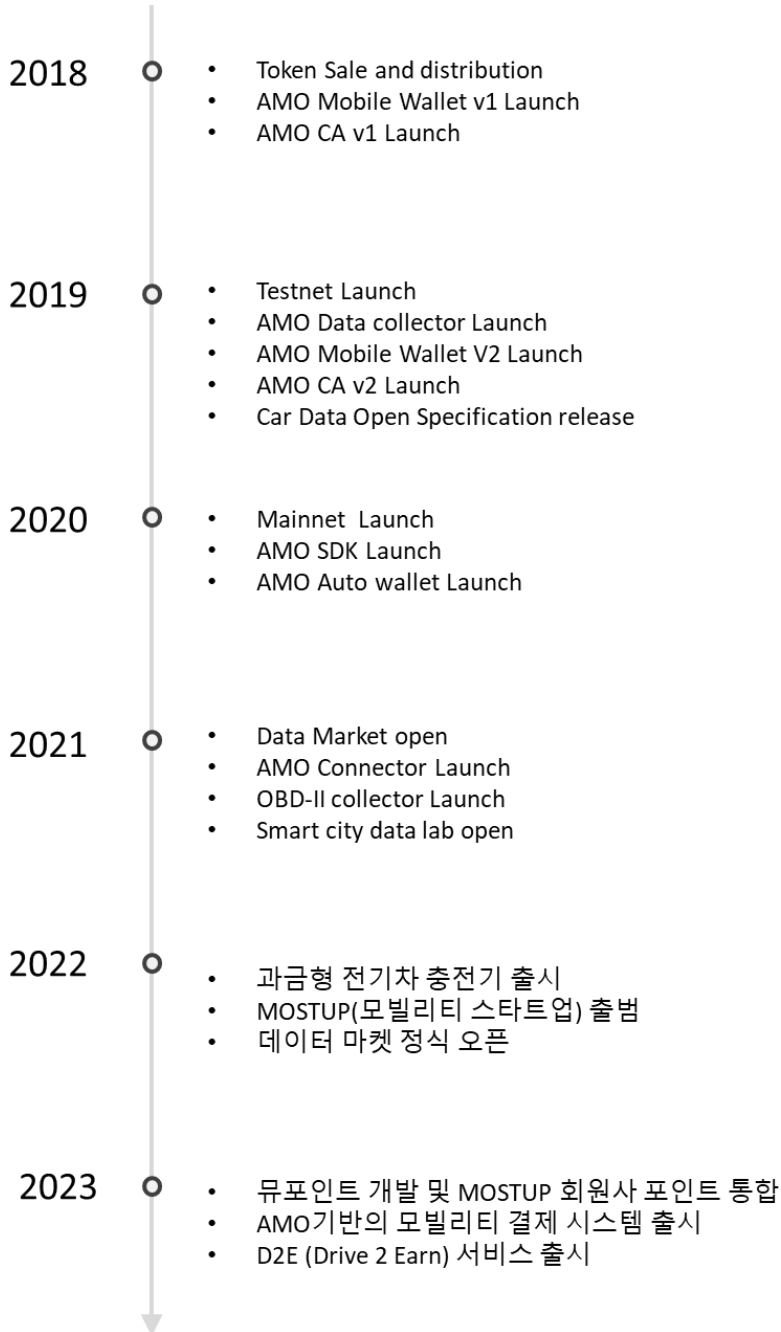 2018
• Token Sale and distribution
• AMO Mobile Wallet v1 Launch
• AMO CA v1 Launch
2019
• Testnet Launch
• AMO Data collector Launch
• AMO Mobile Wallet V2 Launch
• AMO CA v2 Launch
• Car Data Open Specification release
2020
• Mainnet Launch
• AMO SDK Launch
• AMO Auto wallet Launch
2021
• Data Market open
• AMO Connector Launch
• OBD-II collector Launch
• Smart city data lab open
2022
• 과금형 전기차 충전기 출시
• MOSTUP(모빌리티 스타트업) 출범
• 데이터 마켓 정식 오픈
2023
• 뮤포인트 개발 및 MOSTUP 회원사 포인트 통합
• AMO기반의 모빌리티 결제 시스템 출시
• D2E (Drive 2 Earn) 서비스 출시